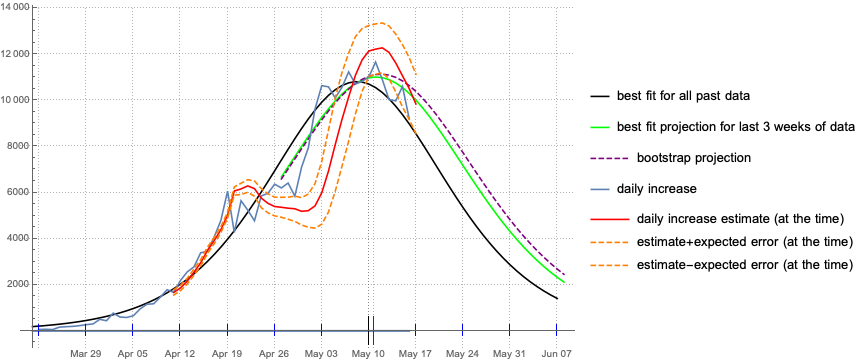 14 000
12 000
10 000
8000
6000
4000
2000
Mar 29 Apr 05 Apr 12 Apr 19 Apr 26 May 03 May 10 May 17 May 24 May 31 Jun 07
best fit for all past data
best fit projection for last 3 weeks of data
bootstrap projection
daily increase
daily increase estimate (at the time)
estimate+expected error (at the time)
estimate−expected error (at the time)